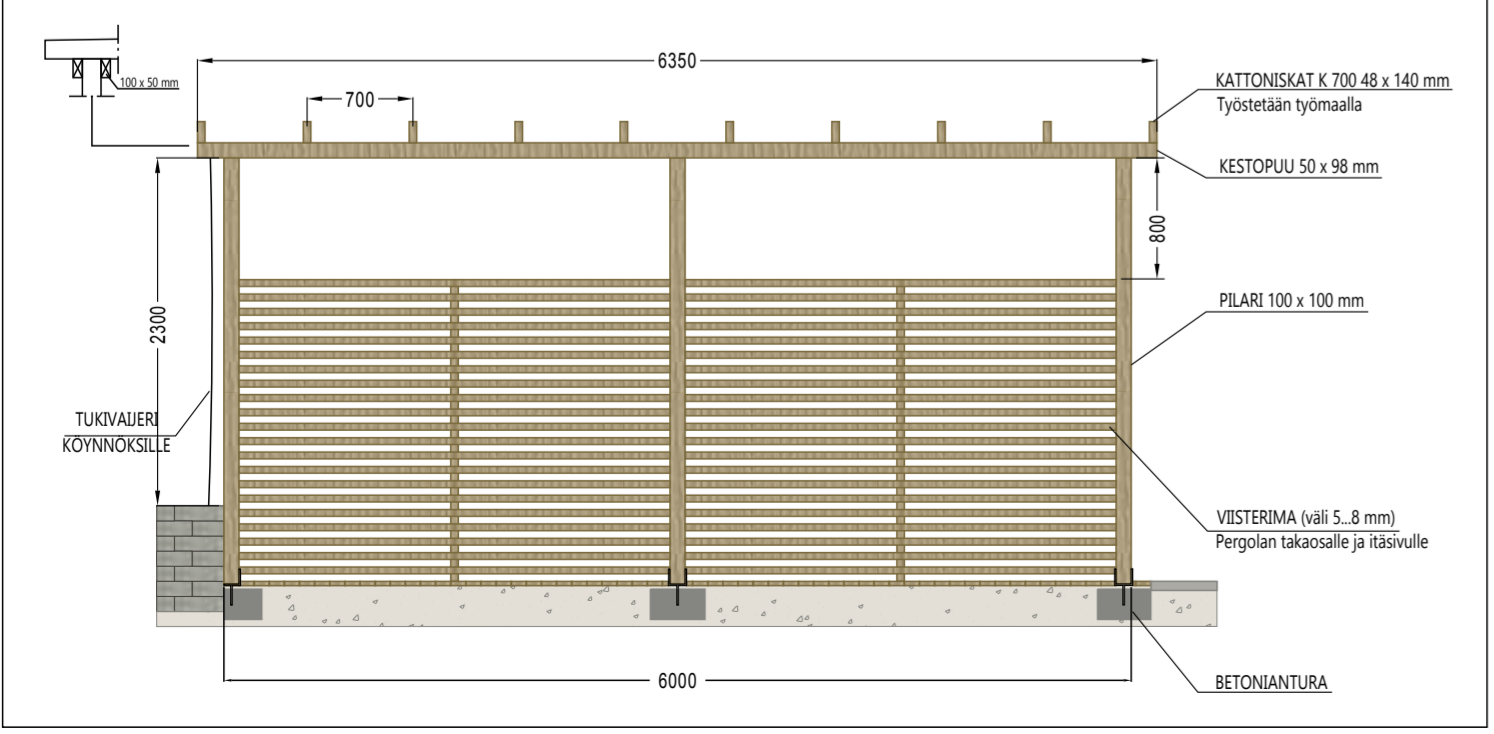 100 x 50 mm
6350
700
KATTONISKAT K 700 48 x 140 mm
Työstetään työmaalla
KESTOPUU 50 x 98 mm
800
2300
PILARI 100 x 100 mm
TUKIVAIJERI
KÖYNNÖKSILLE
VIISTERIMA (väli 5...8 mm)
Pergolan takaosalle ja itäsivulle
6000
BETONIANTURA